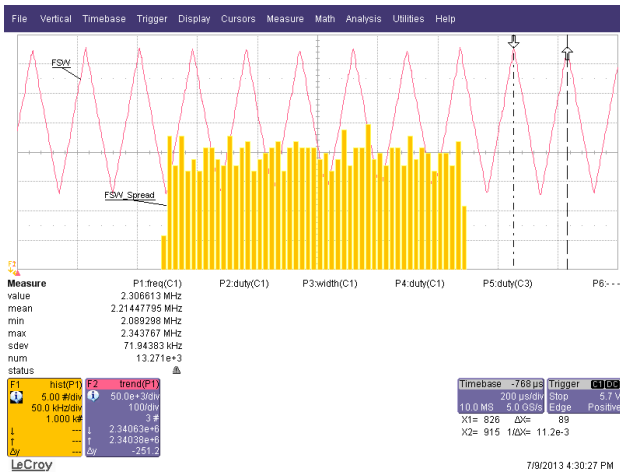 File Vertical Timebase Trigger Display Cursors Measure Math Analysis Utilities Help
FSW
FSW_Spread
F2
Measure P1:freq(C1) P2:duty(C1) P3:width(C1) P4:duty(C1) P5:duty(C3) P6:- - -
value 2.306613 MHz
mean 2.21447795 MHz
min 2.089298 MHz
max 2.343767 MHz
sdev 71.94383 kHz
num 13.271e+3
status
F1 hist(P1) F2 trend(P1) Timebase -768 µs Trigger C1 DC
5.00 #/div 50.0e+3/div 200 µs/div Stop 5.7 V
50.0 kHz/div 100/div 10.0 MS 5.0 GS/s Edge Positive
1.000 k# 3 # X1= 826 ΔX= 89
↓ --- ↓ 2.34063e+6 X2= 915 1/ΔX= 11.2e-3
↑ --- ↑ 2.34038e+6
Δy --- Δy -251.2
LeCroy 7/9/2013 4:30:27 PM